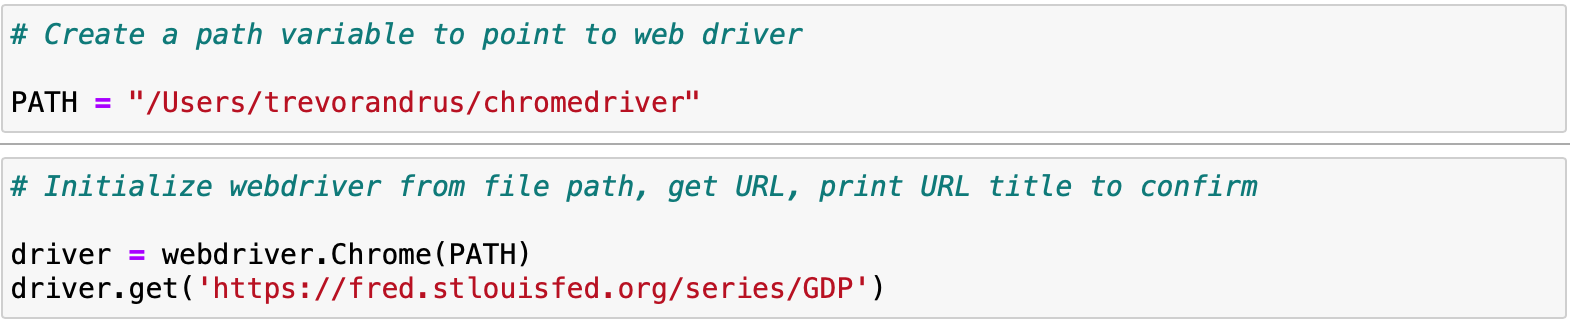 # Create a path variable to point to web driver
PATH = "/Users/trevorandrus/chromedriver"
# Initialize webdriver from file path, get URL, print URL title to confirm
driver = webdriver.Chrome(PATH)
driver.get('https://fred.stlouisfed.org/series/GDP')